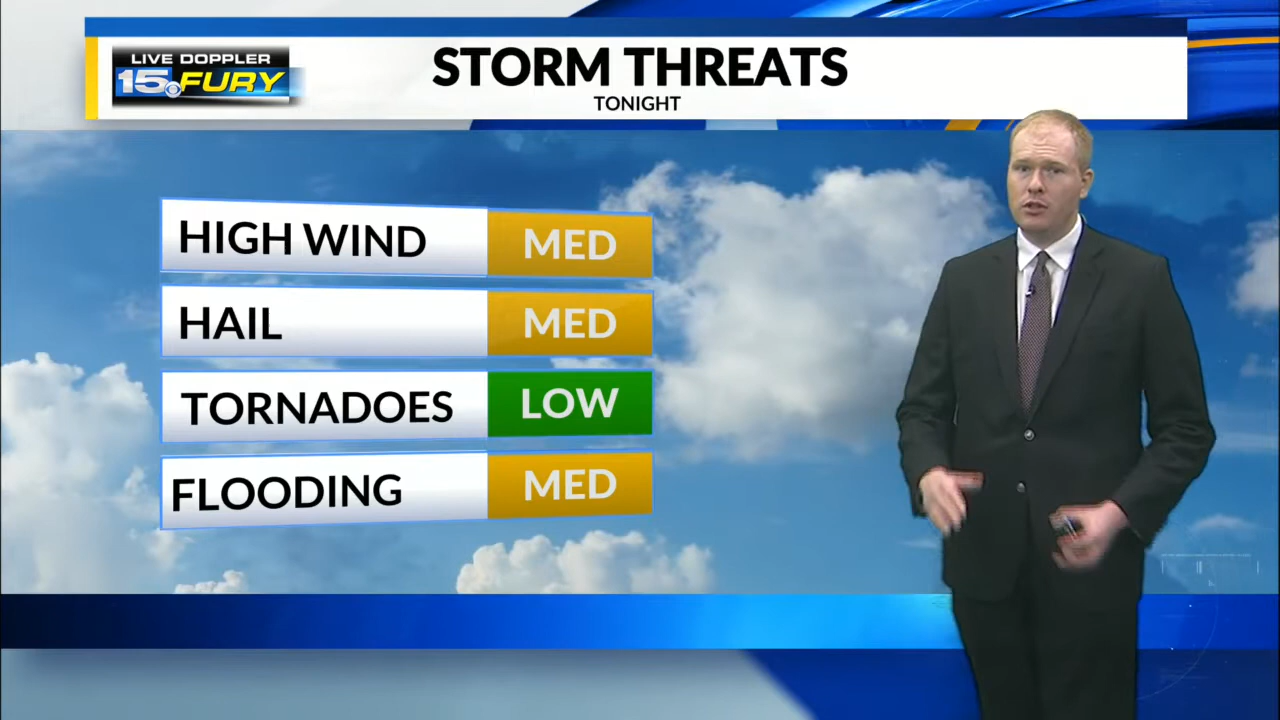 LIVE DOPPLER
15 FURY
STORM THREATS
TONIGHT
HIGH WIND MED
HAIL MED
TORNADOES LOW
FLOODING MED